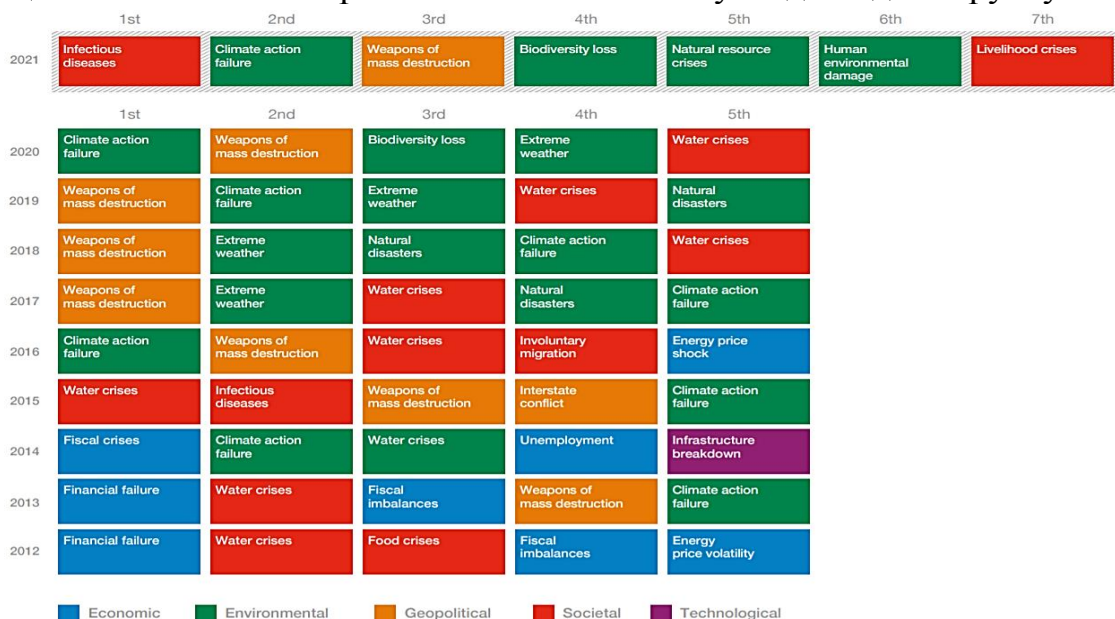 1st 2nd 3rd 4th 5th 6th 7th
2021
Infectious diseases
Climate action failure
Weapons of mass destruction
Biodiversity loss
Natural resource crises
Human environmental damage
Livelihood crises
1st 2nd 3rd 4th 5th
2020
Climate action failure
Weapons of mass destruction
Biodiversity loss
Extreme weather
Water crises
2019
Weapons of mass destruction
Climate action failure
Extreme weather
Water crises
Natural disasters
2018
Weapons of mass destruction
Extreme weather
Natural disasters
Climate action failure
Water crises
2017
Weapons of mass destruction
Extreme weather
Water crises
Natural disasters
Climate action failure
2016
Climate action failure
Weapons of mass destruction
Water crises
Involuntary migration
Energy price shock
2015
Water crises
Infectious diseases
Weapons of mass destruction
Interstate conflict
Climate action failure
2014
Fiscal crises
Climate action failure
Water crises
Unemployment
Infrastructure breakdown
2013
Financial failure
Water crises
Fiscal imbalances
Weapons of mass destruction
Climate action failure
2012
Financial failure
Water crises
Food crises
Fiscal imbalances
Energy price volatility
Economic Environmental Geopolitical Societal Technological